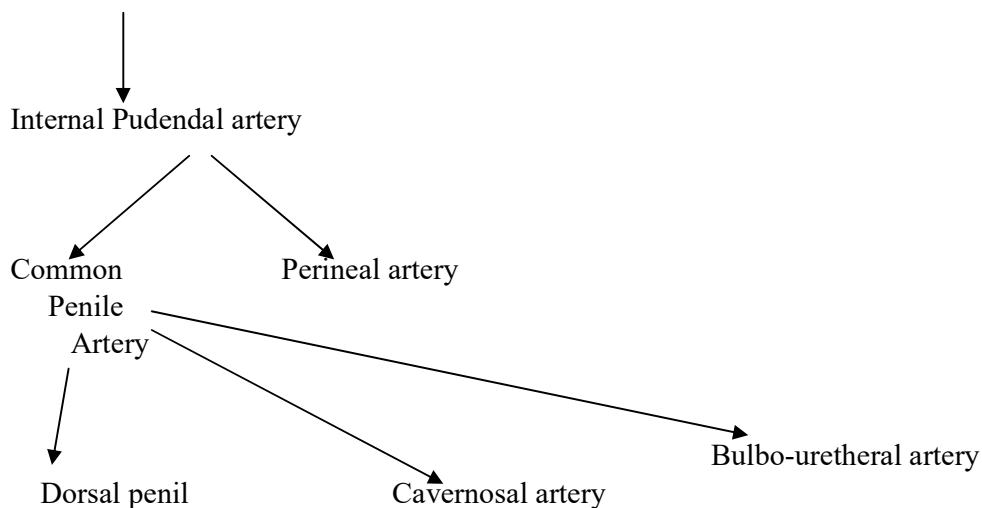 Internal Pudendal artery
Common
Perineal artery
Penile
Artery
Bulbo-uretheral artery
Dorsal penil
Cavernosal artery